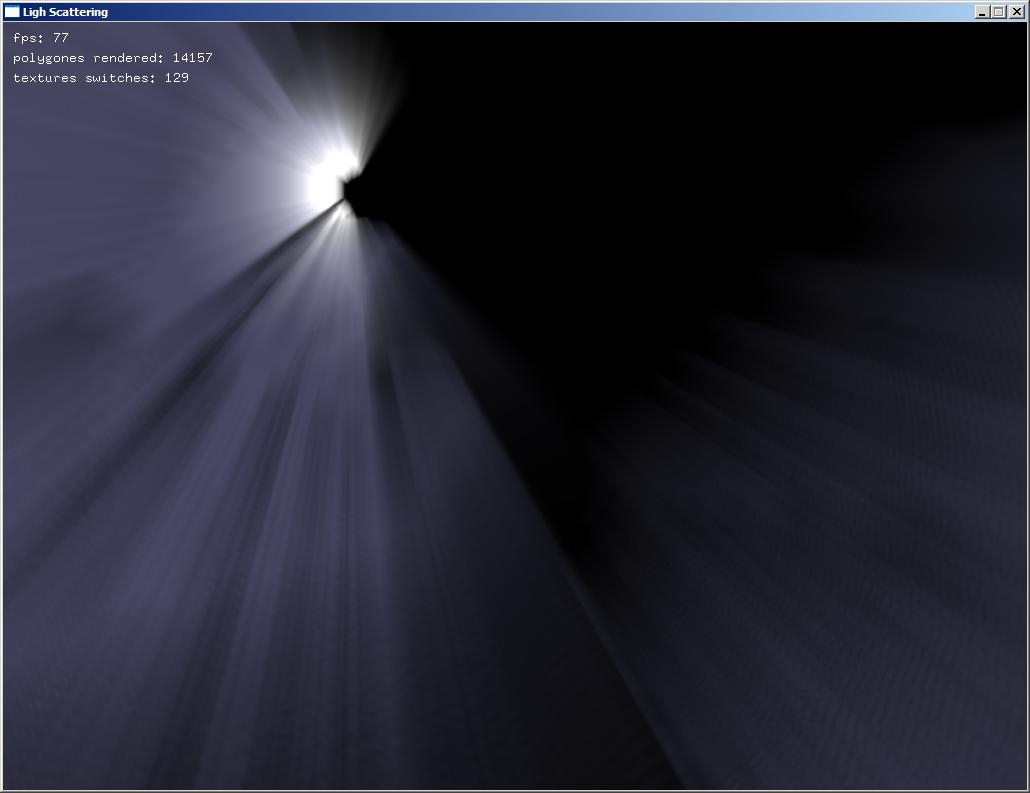 Ligh Scattering
fps: 77
polygones rendered: 14157
textures switches: 129